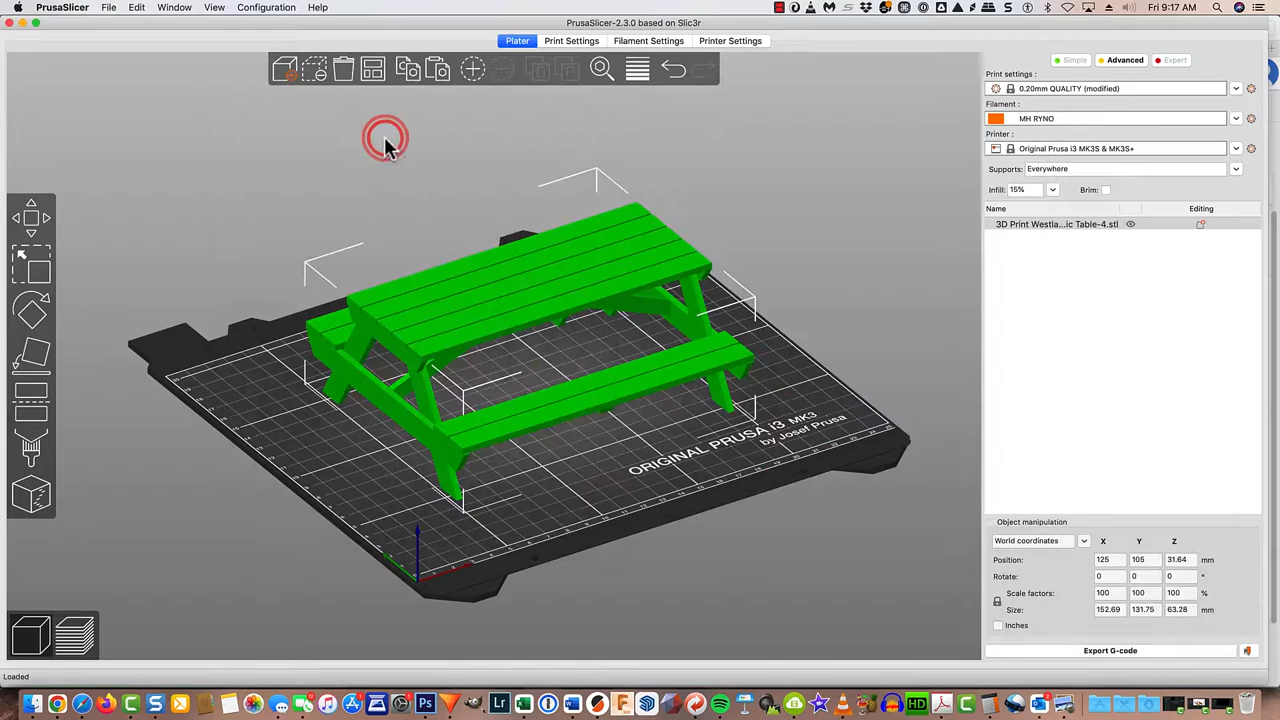 PrusaSlicer File Edit Window View Configuration Help
Fri 9:17 AM
PrusaSlicer-2.3.0 based on Slic3r
Plater Print Settings Filament Settings Printer Settings
Simple Advanced Expert
Print settings :
0.20mm QUALITY (modified)
Filament :
MH RYNO
Printer :
Original Prusa i3 MK3S & MK3S+
Supports: Everywhere
Infill: 15% Brim:
Name Editing
3D Print Westla...ic Table-4.stl
ORIGINAL PRUSA i3 MK3
by Josef Prusa
Object manipulation
World coordinates X Y Z
Position: 125 105 31.64 mm
Rotate: 0 0 0 °
Scale factors: 100 100 100 %
Size: 152.69 131.75 63.28 mm
Inches
Export G-code
Loaded